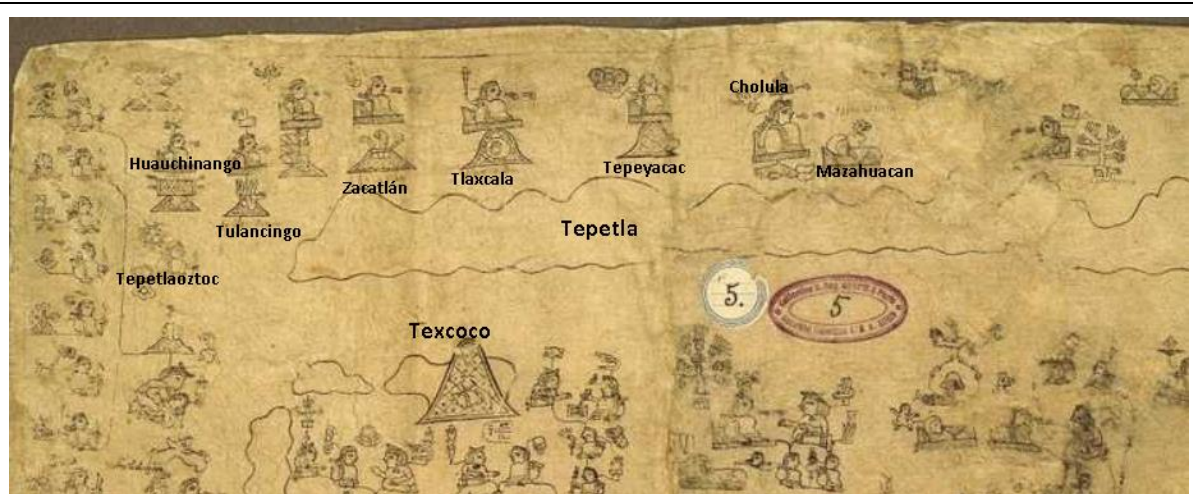 Cholula
Huauchinango
Zacatlán
Tlaxcala
Tepeyacac
Mazahuacan
Tulancingo
Tepetla
Tepetlaoztoc
5.
5
Texcoco